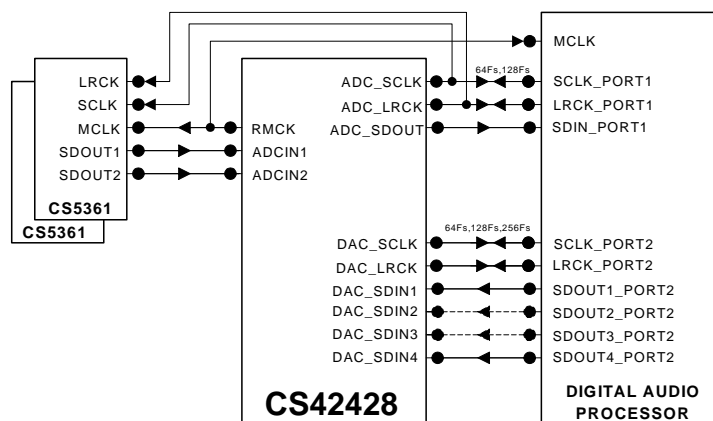 LRCK
SCLK
MCLK
SDOUT1
SDOUT2
CS5361
CS5361
RMCK
ADCIN1
ADCIN2
ADC_SCLK
ADC_LRCK
ADC_SDOUT
DAC_SCLK
DAC_LRCK
DAC_SDIN1
DAC_SDIN2
DAC_SDIN3
DAC_SDIN4
CS42428
64Fs,128Fs
64Fs,128Fs,256Fs
MCLK
SCLK_PORT1
LRCK_PORT1
SDIN_PORT1
SCLK_PORT2
LRCK_PORT2
SDOUT1_PORT2
SDOUT2_PORT2
SDOUT3_PORT2
SDOUT4_PORT2
DIGITAL AUDIO
PROCESSOR